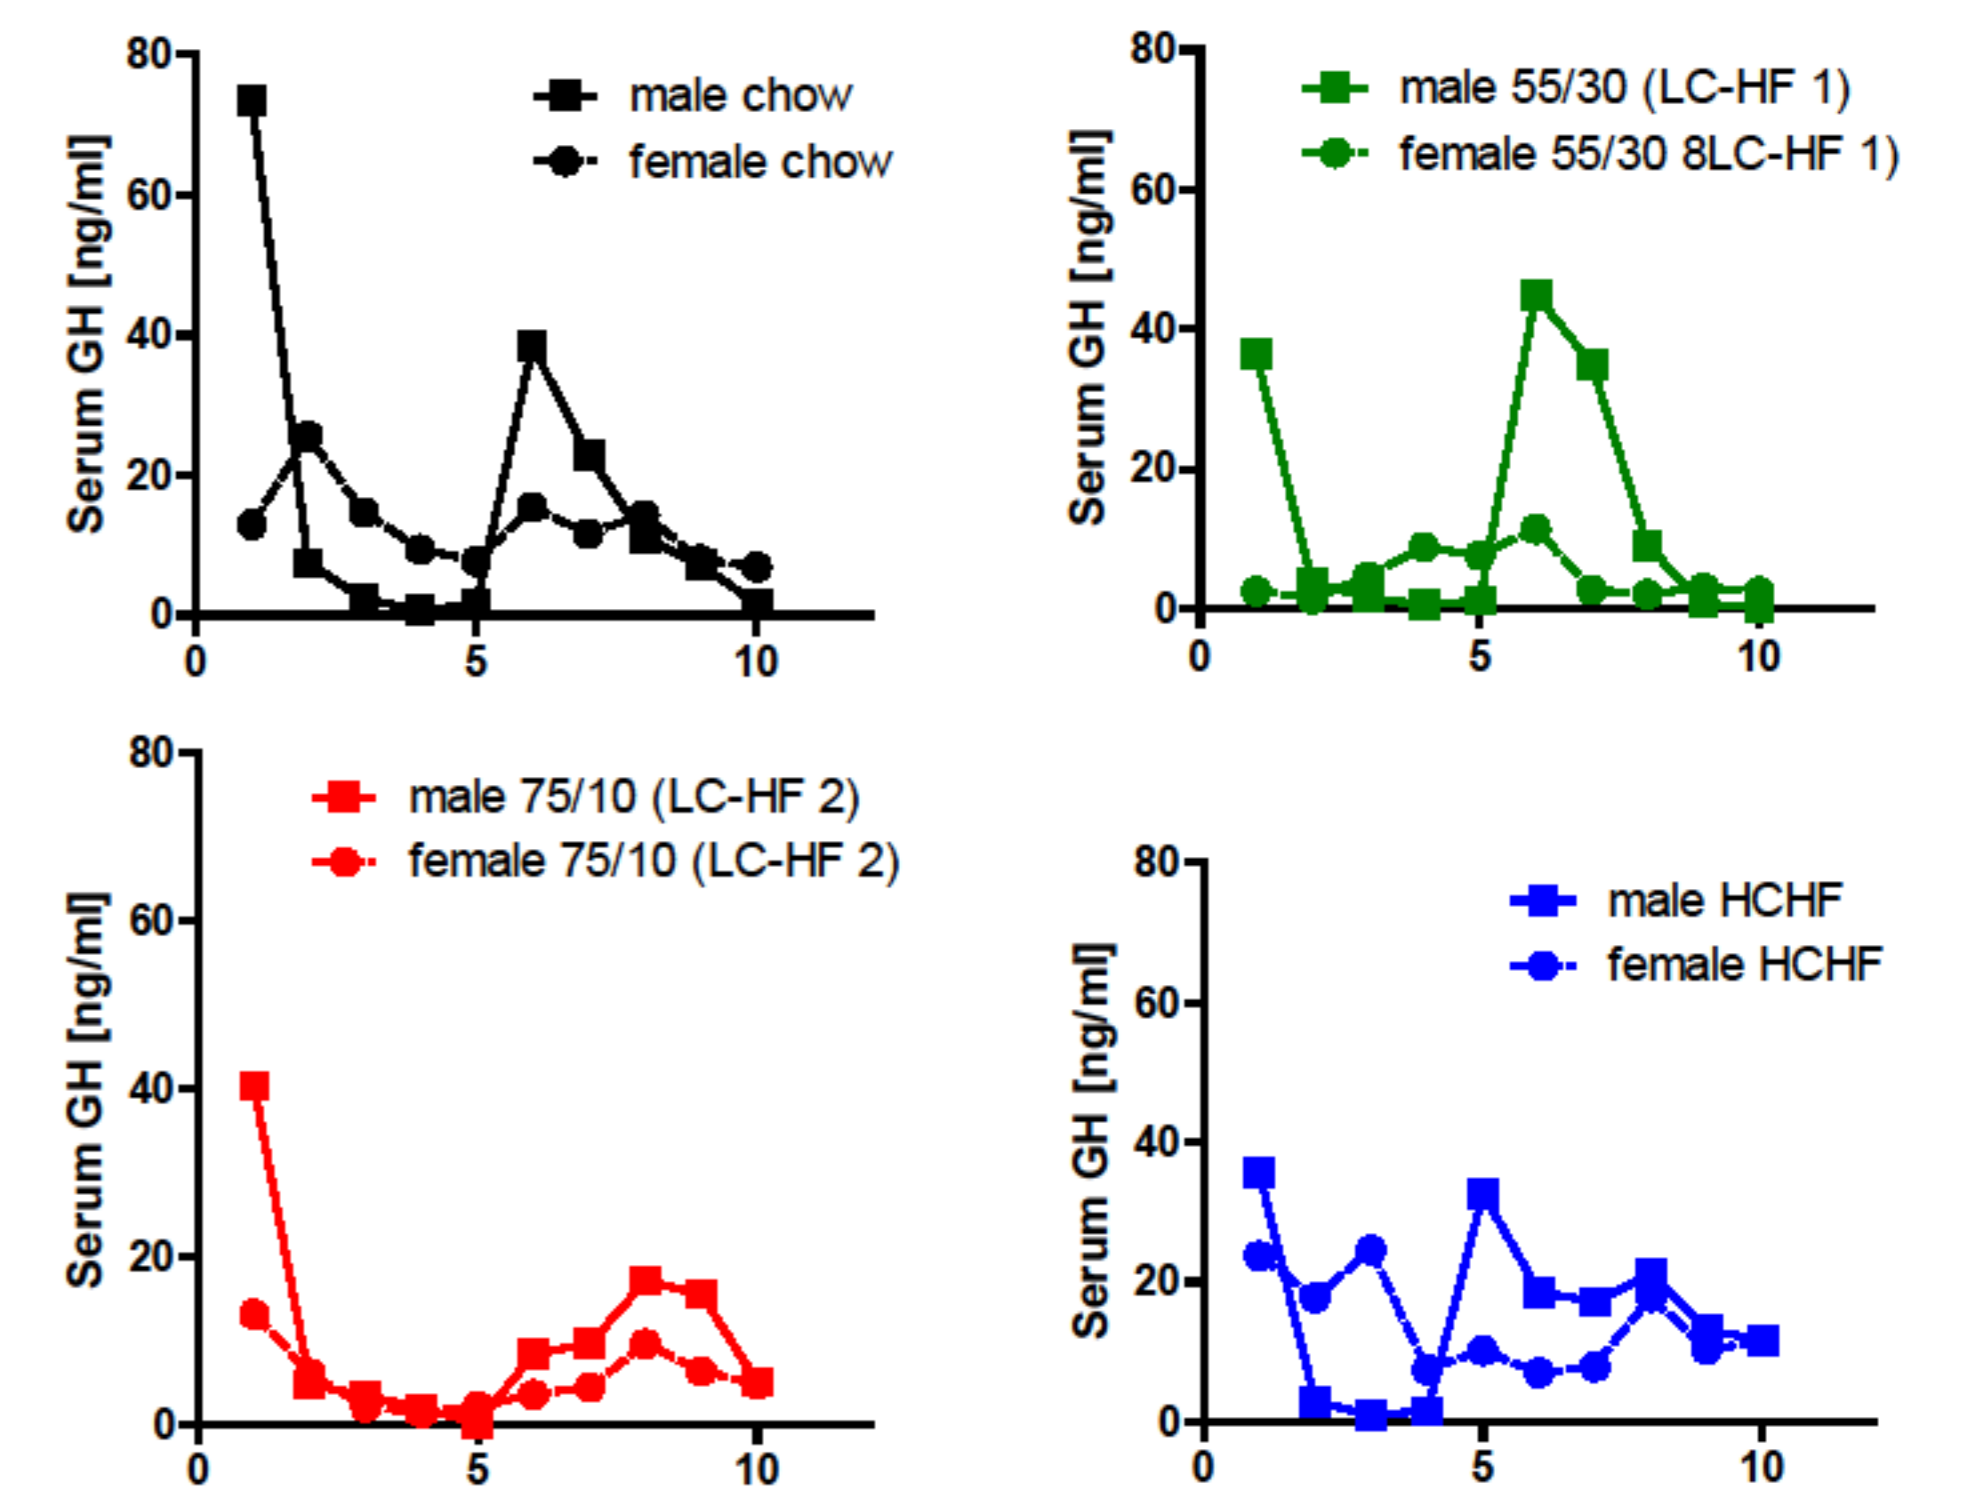 80
60
40
20
0
0
5
10
Serum GH [ng/ml]
male chow
female chow
80
60
40
20
0
0
5
10
Serum GH [ng/ml]
male 55/30 (LC-HF 1)
female 55/30 8LC-HF 1)
80
60
40
20
0
0
5
10
Serum GH [ng/ml]
male 75/10 (LC-HF 2)
female 75/10 (LC-HF 2)
80
60
40
20
0
0
5
10
Serum GH [ng/ml]
male HCHF
female HCHF